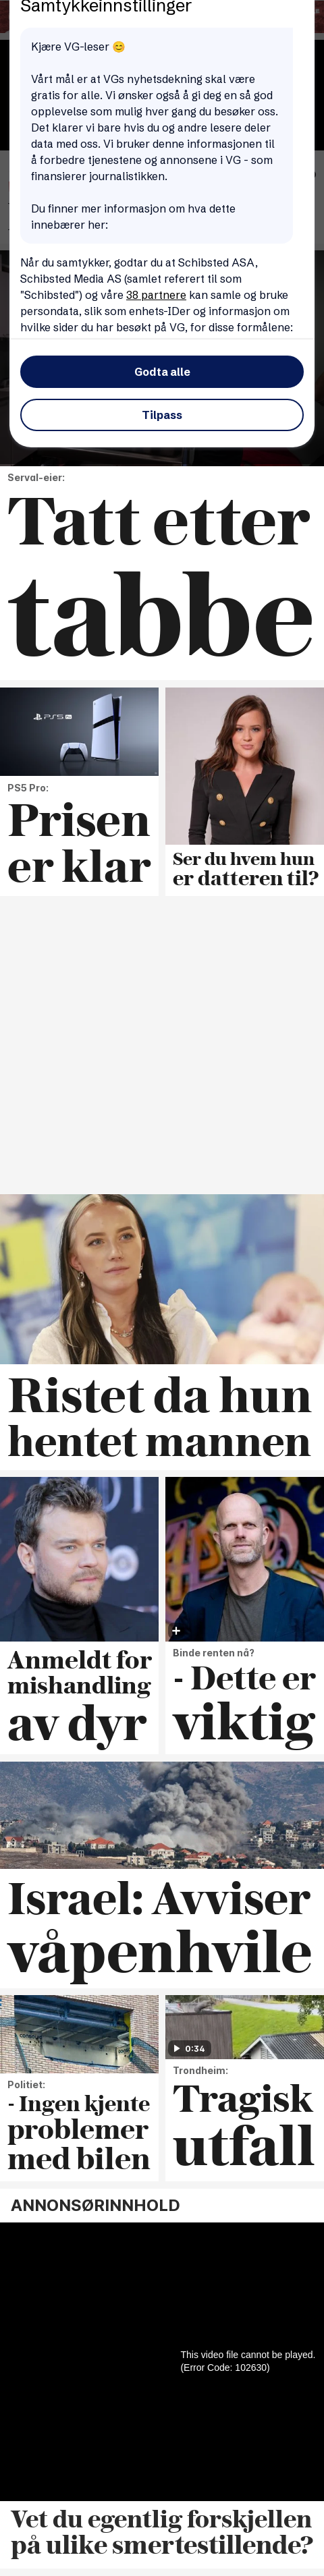 Samtykkeinnstillinger
Kjære VG-leser 😊
Vårt mål er at VGs nyhetsdekning skal være
gratis for alle. Vi ønsker også å gi deg en så god
opplevelse som mulig hver gang du besøker oss.
Det klarer vi bare hvis du og andre lesere deler
data med oss. Vi bruker denne informasjonen til
å forbedre tjenestene og annonsene i VG - som
finansierer journalistikken.
Du finner mer informasjon om hva dette
innebærer her:
Når du samtykker, godtar du at Schibsted ASA,
Schibsted Media AS (samlet referert til som
"Schibsted") og våre 38 partnere kan samle og bruke
persondata, slik som enhets-IDer og informasjon om
hvilke sider du har besøkt på VG, for disse formålene:
Godta alle
Tilpass
Serval-eier:
Tatt etter
tabbe
PS5 Pro
PS5 Pro:
Prisen
er klar
Ser du hvem hun
er datteren til?
Ristet da hun
hentet mannen
Anmeldt for
mishandling
av dyr
Binde renten nå?
- Dette er
viktig
Israel: Avviser
våpenhvile
Politiet:
- Ingen kjente
problemer
med bilen
0:34
Trondheim:
Tragisk
utfall
ANNONSØRINNHOLD
This video file cannot be played.
(Error Code: 102630)
Vet du egentlig forskjellen
på ulike smertestillende?